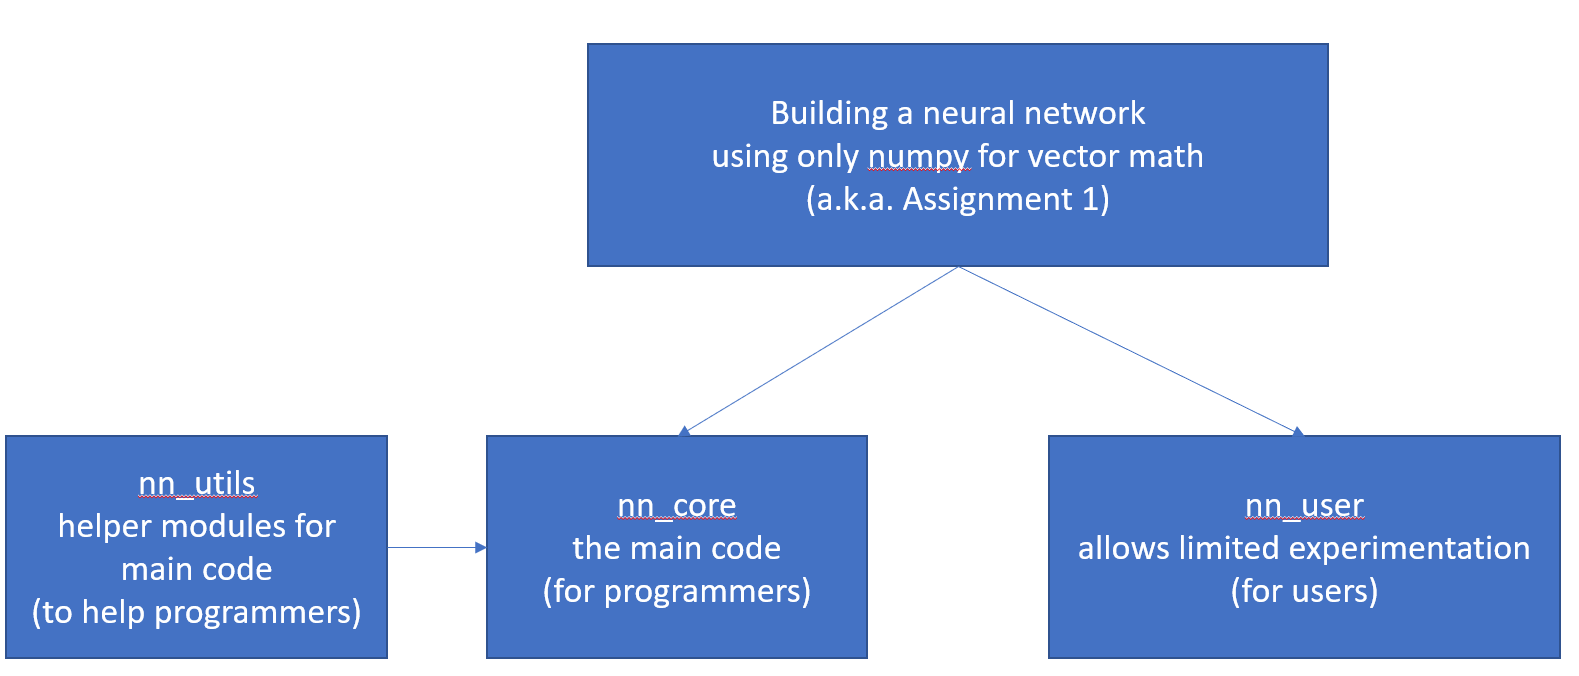 Building a neural network
using only numpy for vector math
(a.k.a. Assignment 1)
nn_utils
helper modules for
main code
(to help programmers)
nn_core
the main code
(for programmers)
nn_user
allows limited experimentation
(for users)